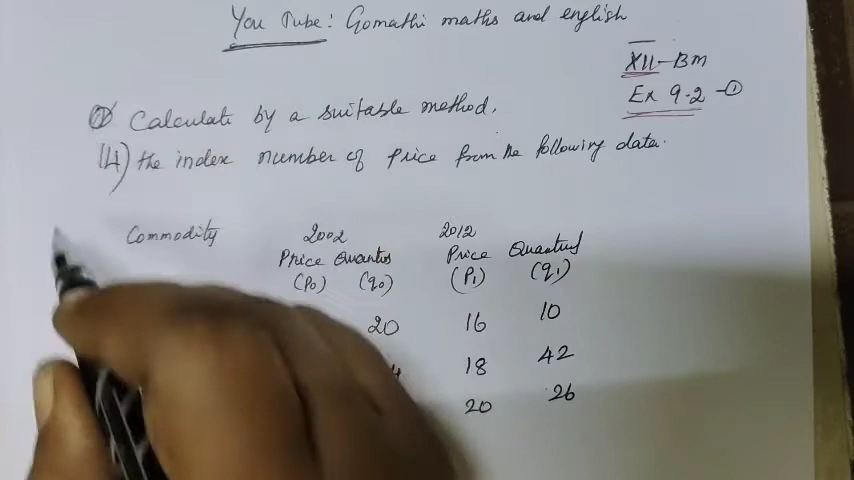 You Tube: Gomathi maths and english
XII-BM
Ex 9.2 -①
Calculate by a suitable method,
14) the index number of price from the following data.
Commodity 2002 2012
Price Quantity Price Quantity
(P0) (q0) (P1) (q1)
20 16 10
4 18 42
20 26